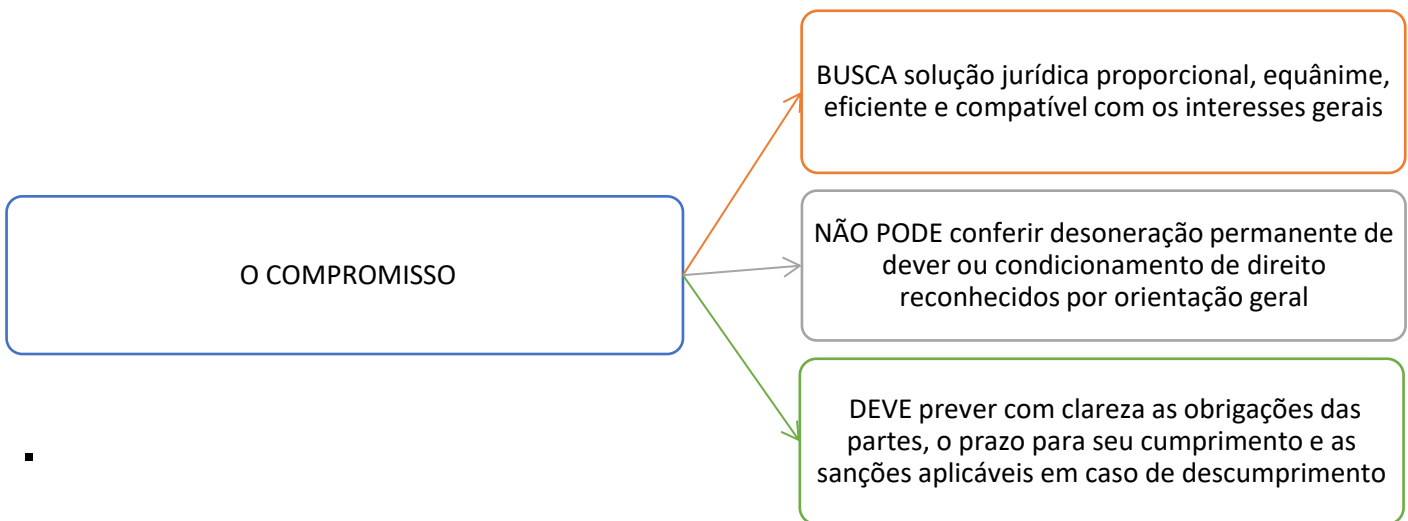 O COMPROMISSO
BUSCA solução jurídica proporcional, equânime,
eficiente e compatível com os interesses gerais
NÃO PODE conferir desoneração permanente de
dever ou condicionamento de direito
reconhecidos por orientação geral
DEVE prever com clareza as obrigações das
partes, o prazo para seu cumprimento e as
sanções aplicáveis em caso de descumprimento